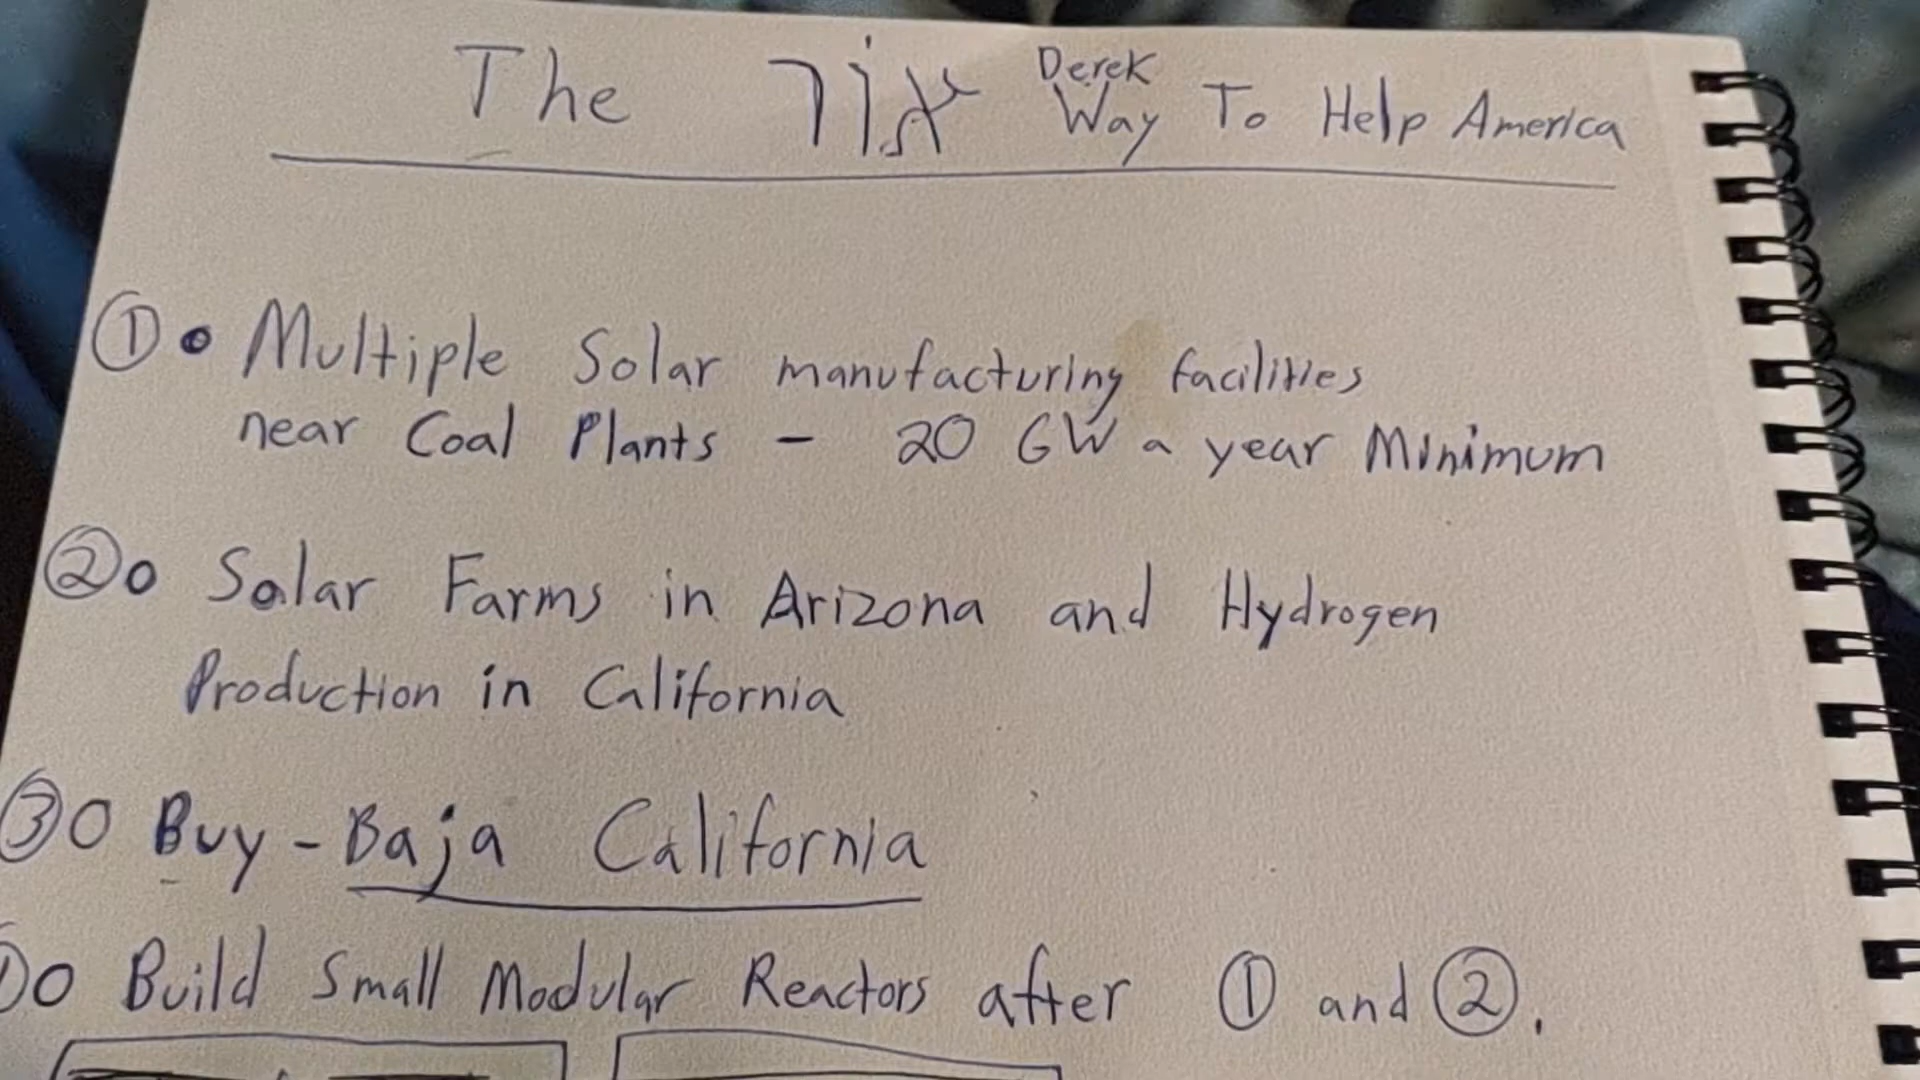 The Derek Way To Help America
① Multiple Solar manufacturing facilities
near Coal Plants - 20 GW a year Minimum
② Solar Farms in Arizona and Hydrogen
Production in California
③ Buy - Baja California
Build Small Modular Reactors after ① and ②.